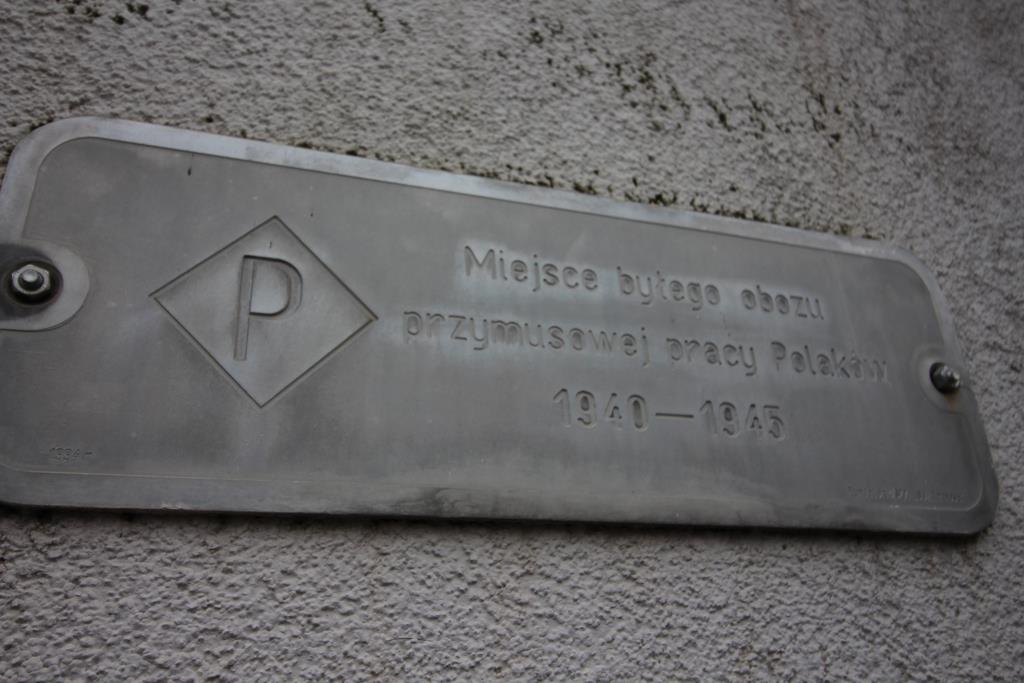 P
Miejsce byłego obozu
przymusowej pracy Polaków
1940—1945